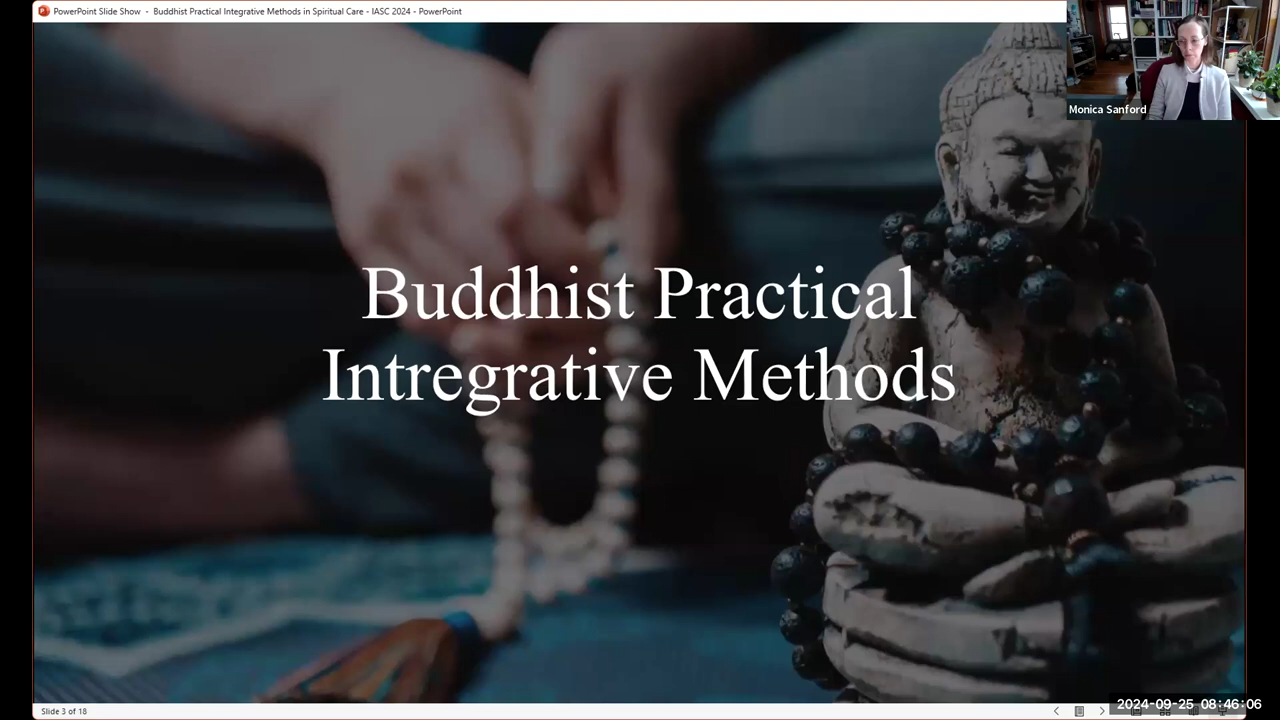 PowerPoint Slide Show - Buddhist Practical Integrative Methods in Spiritual Care - IASC 2024 - PowerPoint
Monica Sanford
Buddhist Practical
Intregrative Methods
Slide 3 of 18
2024-09-25 08:46:06